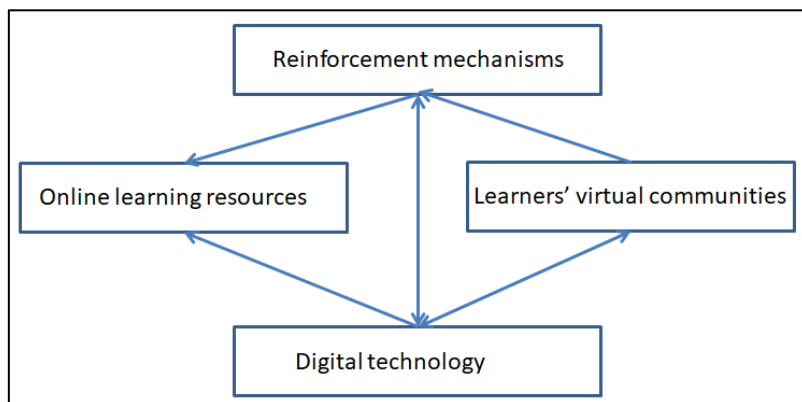 Reinforcement mechanisms
Online learning resources
Learners’ virtual communities
Digital technology